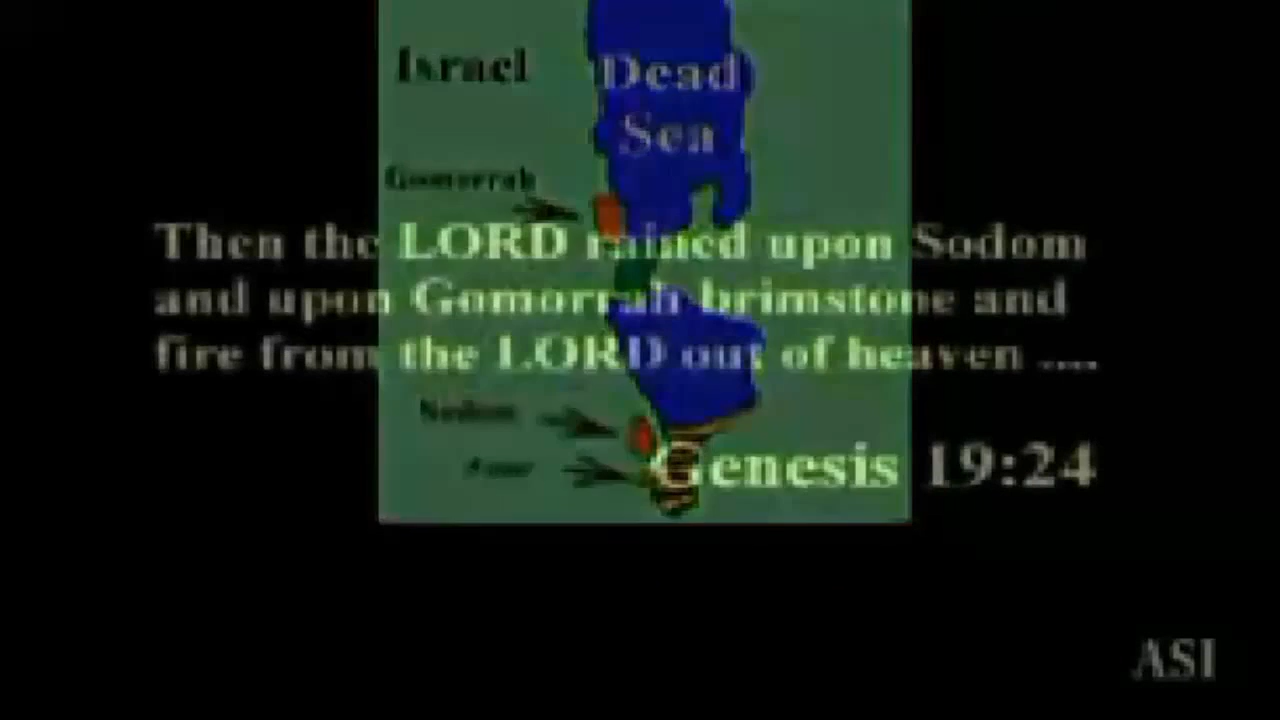 Israel
Dead
Sea
Gomorrah
Then the LORD rained upon Sodom
and upon Gomorrah brimstone and
fire from the LORD out of heaven ....
Sodom
Genesis 19:24
ASI